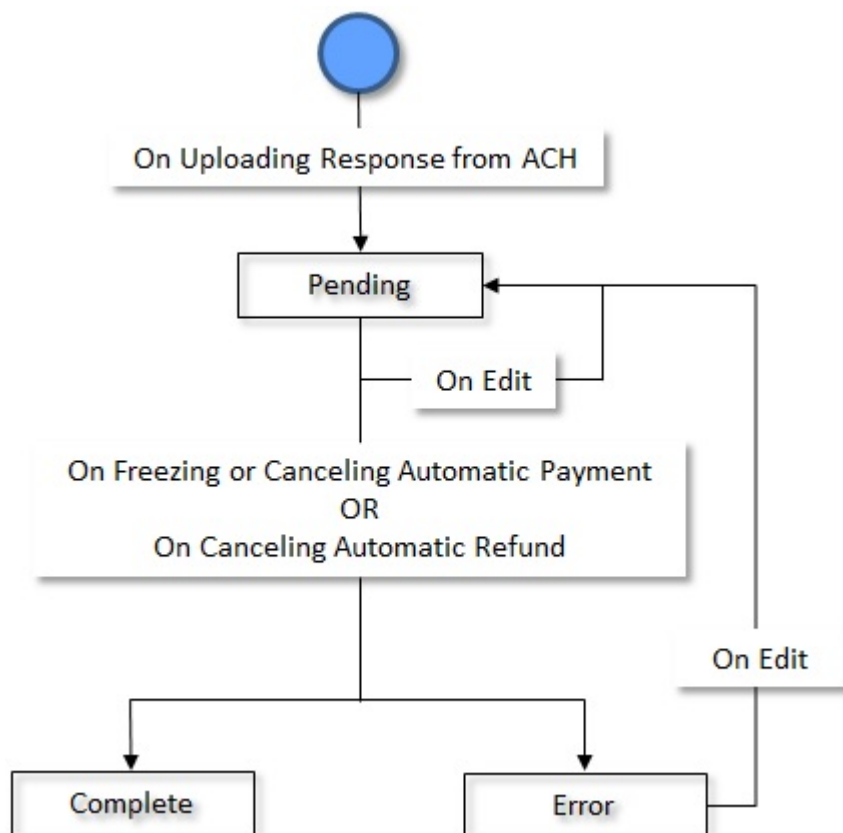 On Uploading Response from ACH
Pending
On Edit
On Freezing or Canceling Automatic Payment
OR
On Canceling Automatic Refund
On Edit
Complete
Error